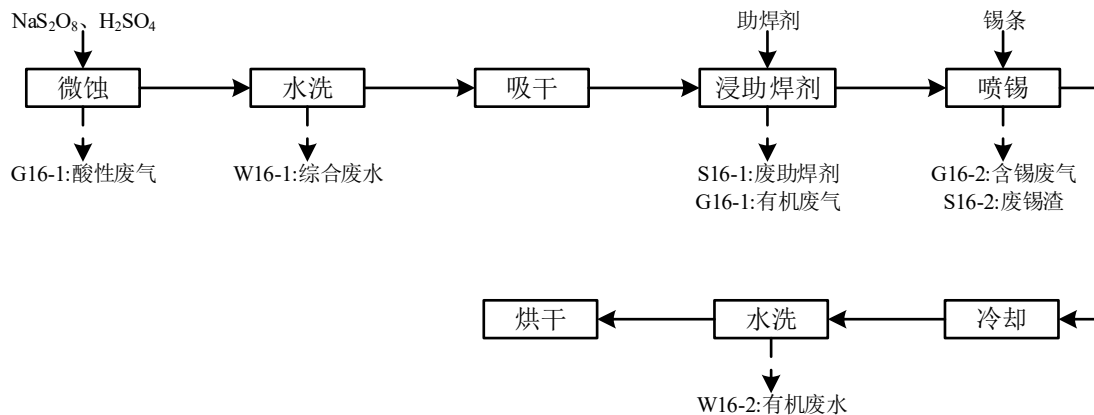 NaS₂O₈、H₂SO₄
助焊剂
锡条
微蚀
水洗
吸干
浸助焊剂
喷锡
G16-1:酸性废气
W16-1:综合废水
S16-1:废助焊剂
G16-1:有机废气
G16-2:含锡废气
S16-2:废锡渣
烘干
水洗
冷却
W16-2:有机废水